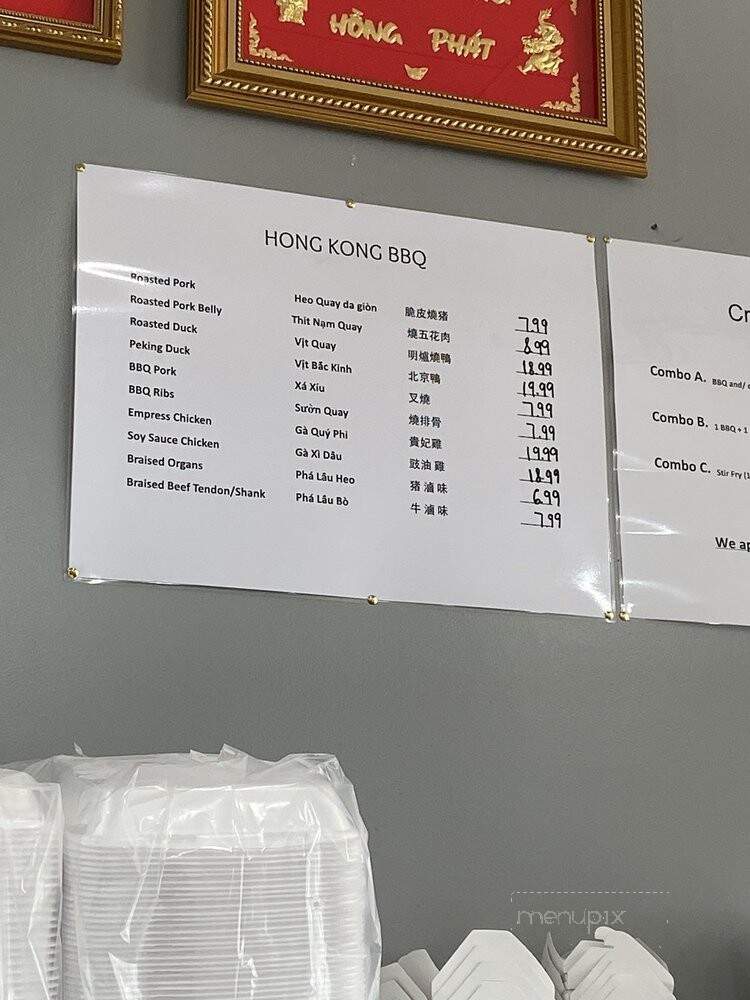 HỒNG PHÁT
HONG KONG BBQ
Roasted Pork Heo Quay da giòn 脆皮燒豬 7.99
Roasted Pork Belly Thit Nạm Quay 燒五花肉 8.99
Roasted Duck Vịt Quay 明爐燒鴨 18.99
Peking Duck Vịt Bắc Kinh 北京鴨 19.99
BBQ Pork Xá Xíu 叉燒 7.99
BBQ Ribs Sườn Quay 燒排骨 7.99
Empress Chicken Gà Quý Phi 貴妃雞 19.99
Soy Sauce Chicken Gà Xì Dầu 豉油雞 18.99
Braised Organs Phá Lấu Heo 猪滷味 6.99
Braised Beef Tendon/Shank Phá Lấu Bò 牛滷味 7.99
Cr
Combo A. BBQ and/
Combo B. 1 BBQ + 1
Combo C. Stir Fry (1
We ap
menupix